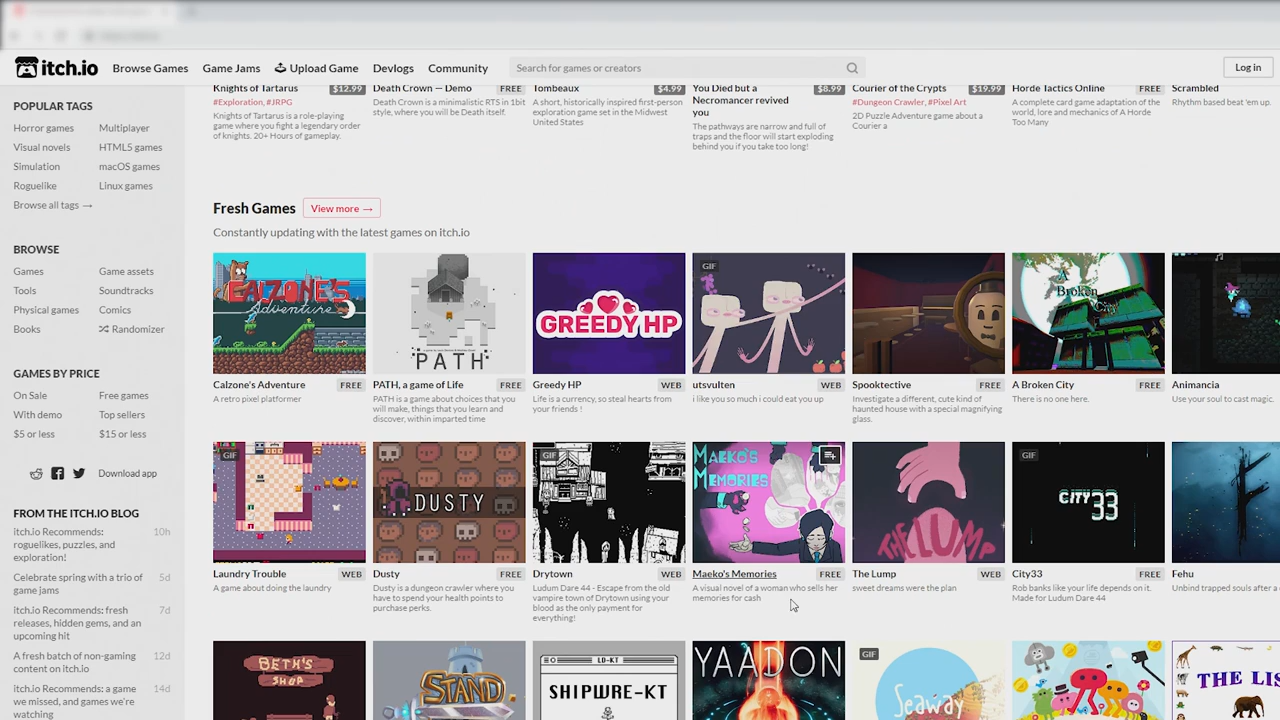 itch.io
Browse Games
Game Jams
Upload Game
Devlogs
Community
Search for games or creators
Log in
POPULAR TAGS
Horror games
Multiplayer
Visual novels
HTML5 games
Simulation
macOS games
Roguelike
Linux games
Browse all tags →
BROWSE
Games
Game assets
Tools
Soundtracks
Physical games
Comics
Books
Randomizer
GAMES BY PRICE
On Sale
Free games
With demo
Top sellers
$5 or less
$15 or less
Download app
FROM THE ITCH.IO BLOG
itch.io Recommends: 10h
roguelikes, puzzles, and
exploration!
Celebrate spring with a trio of 5d
game jams
itch.io Recommends: fresh 7d
releases, hidden gems, and an
upcoming hit
A fresh batch of non-gaming 12d
content on itch.io
itch.io Recommends: a game 14d
we missed, and games we're
watching
Knights of Tartarus $12.99
#Exploration, #JRPG
Knights of Tartarus is a role-playing
game where you fight a legendary order
of knights. 20+ Hours of gameplay.
Death Crown — Demo FREE
Death Crown is a minimalistic RTS in 1bit
style, where you will be Death itself.
Tombeaux $4.99
A short, historically inspired first-person
exploration game set in the Midwest
United States
You Died but a $8.99
Necromancer revived
you
The pathways are narrow and full of
traps and the floor will start exploding
behind you if you take too long!
Courier of the Crypts $19.99
#Dungeon Crawler, #Pixel Art
2D Puzzle Adventure game about a
Courier a
Horde Tactics Online FREE
A complete card game adaptation of the
world, lore and mechanics of A Horde
Too Many
Scrambled
Rhythm based beat 'em up.
Fresh Games
View more →
Constantly updating with the latest games on itch.io
CALZONE'S
Adventure
Calzone's Adventure FREE
A retro pixel platformer
PATH
PATH, a game of Life FREE
PATH is a game about choices that you
will make, things that you learn and
discover, within imparted time
GREEDY HP
Greedy HP WEB
Life is a currency, so steal hearts from
your friends !
GIF
utsvulten WEB
i like you so much i could eat you up
Spooktective FREE
Investigate a different, cute kind of
haunted house with a special magnifying
glass.
A
Broken
City
A Broken City FREE
There is no one here.
Animancia
Use your soul to cast magic.
GIF
Laundry Trouble WEB
A game about doing the laundry
DUSTY
Dusty FREE
Dusty is a dungeon crawler where you
have to spend your health points to
purchase perks.
GIF
Drytown WEB
Ludum Dare 44 - Escape from the old
vampire town of Drytown using your
blood as the only payment for
everything!
MAEKO'S
MEMORIES
Maeko's Memories FREE
A visual novel of a woman who sells her
memories for cash
THE LUMP
The Lump WEB
sweet dreams were the plan
GIF
CITY
33
City33 FREE
Rob banks like your life depends on it.
Made for Ludum Dare 44
Fehu
Unbind trapped souls after a
BETH'S
SHOP
STAND
LD-KT
SHIPWRE-KT
YAADON
GIF
Seaway
THE LIS